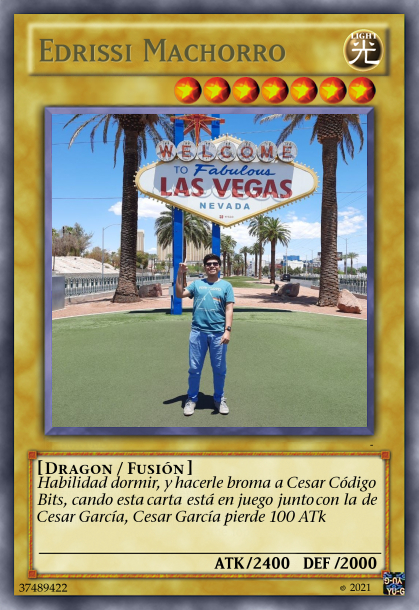 Edrissi Machorro
LIGHT
光
WELCOME
TO Fabulous
LAS VEGAS
NEVADA
[Dragon / Fusión]
Habilidad dormir, y hacerle broma a Cesar Código
Bits, cando esta carta está en juego junto con la de
Cesar García, Cesar García pierde 100 ATk
ATK/2400 DEF/2000
37489422
© 2021